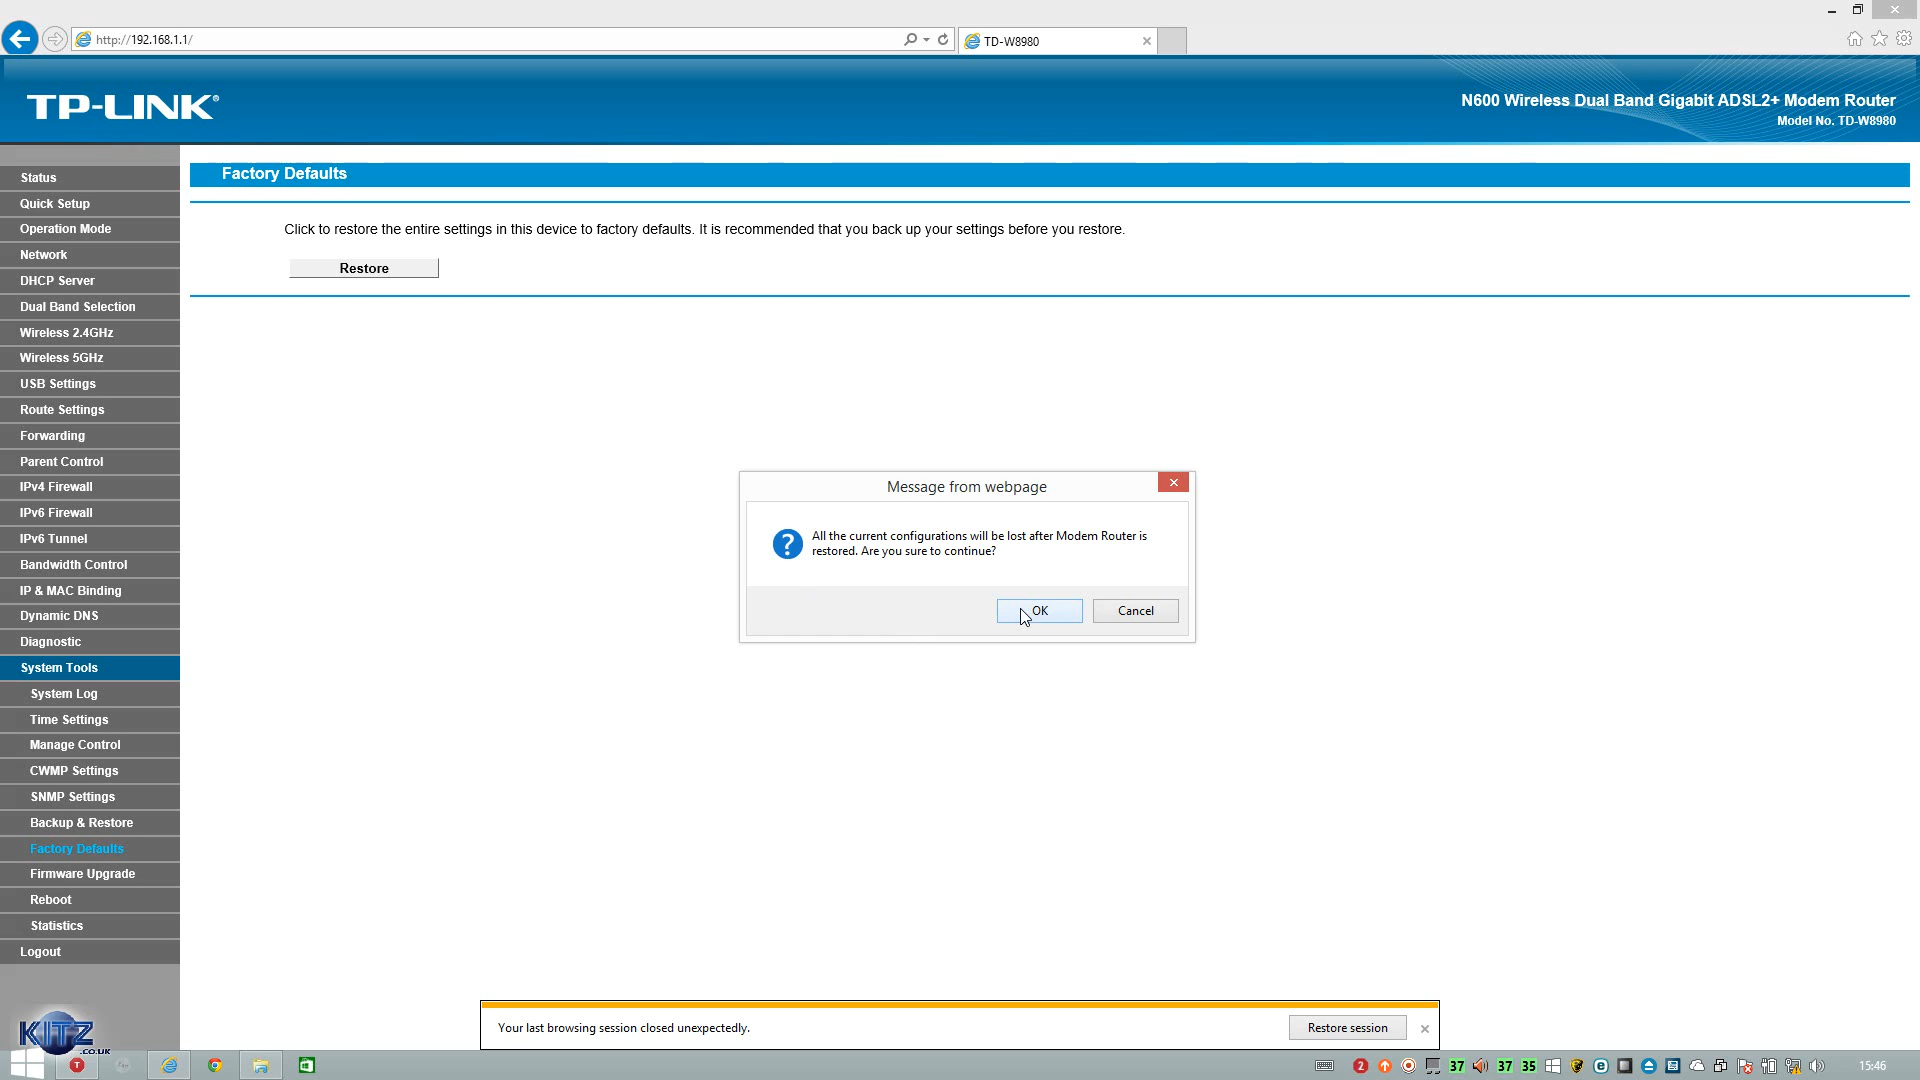 http://192.168.1.1/
TD-W8980
TP-LINK®
N600 Wireless Dual Band Gigabit ADSL2+ Modem Router
Model No. TD-W8980
Status
Quick Setup
Operation Mode
Network
DHCP Server
Dual Band Selection
Wireless 2.4GHz
Wireless 5GHz
USB Settings
Route Settings
Forwarding
Parent Control
IPv4 Firewall
IPv6 Firewall
IPv6 Tunnel
Bandwidth Control
IP & MAC Binding
Dynamic DNS
Diagnostic
System Tools
System Log
Time Settings
Manage Control
CWMP Settings
SNMP Settings
Backup & Restore
Factory Defaults
Firmware Upgrade
Reboot
Statistics
Logout
Factory Defaults
Click to restore the entire settings in this device to factory defaults. It is recommended that you back up your settings before you restore.
Restore
Message from webpage
All the current configurations will be lost after Modem Router is
restored. Are you sure to continue?
OK
Cancel
Your last browsing session closed unexpectedly.
Restore session
KITZ
.CO.UK
T
2
37
37
35
15:46